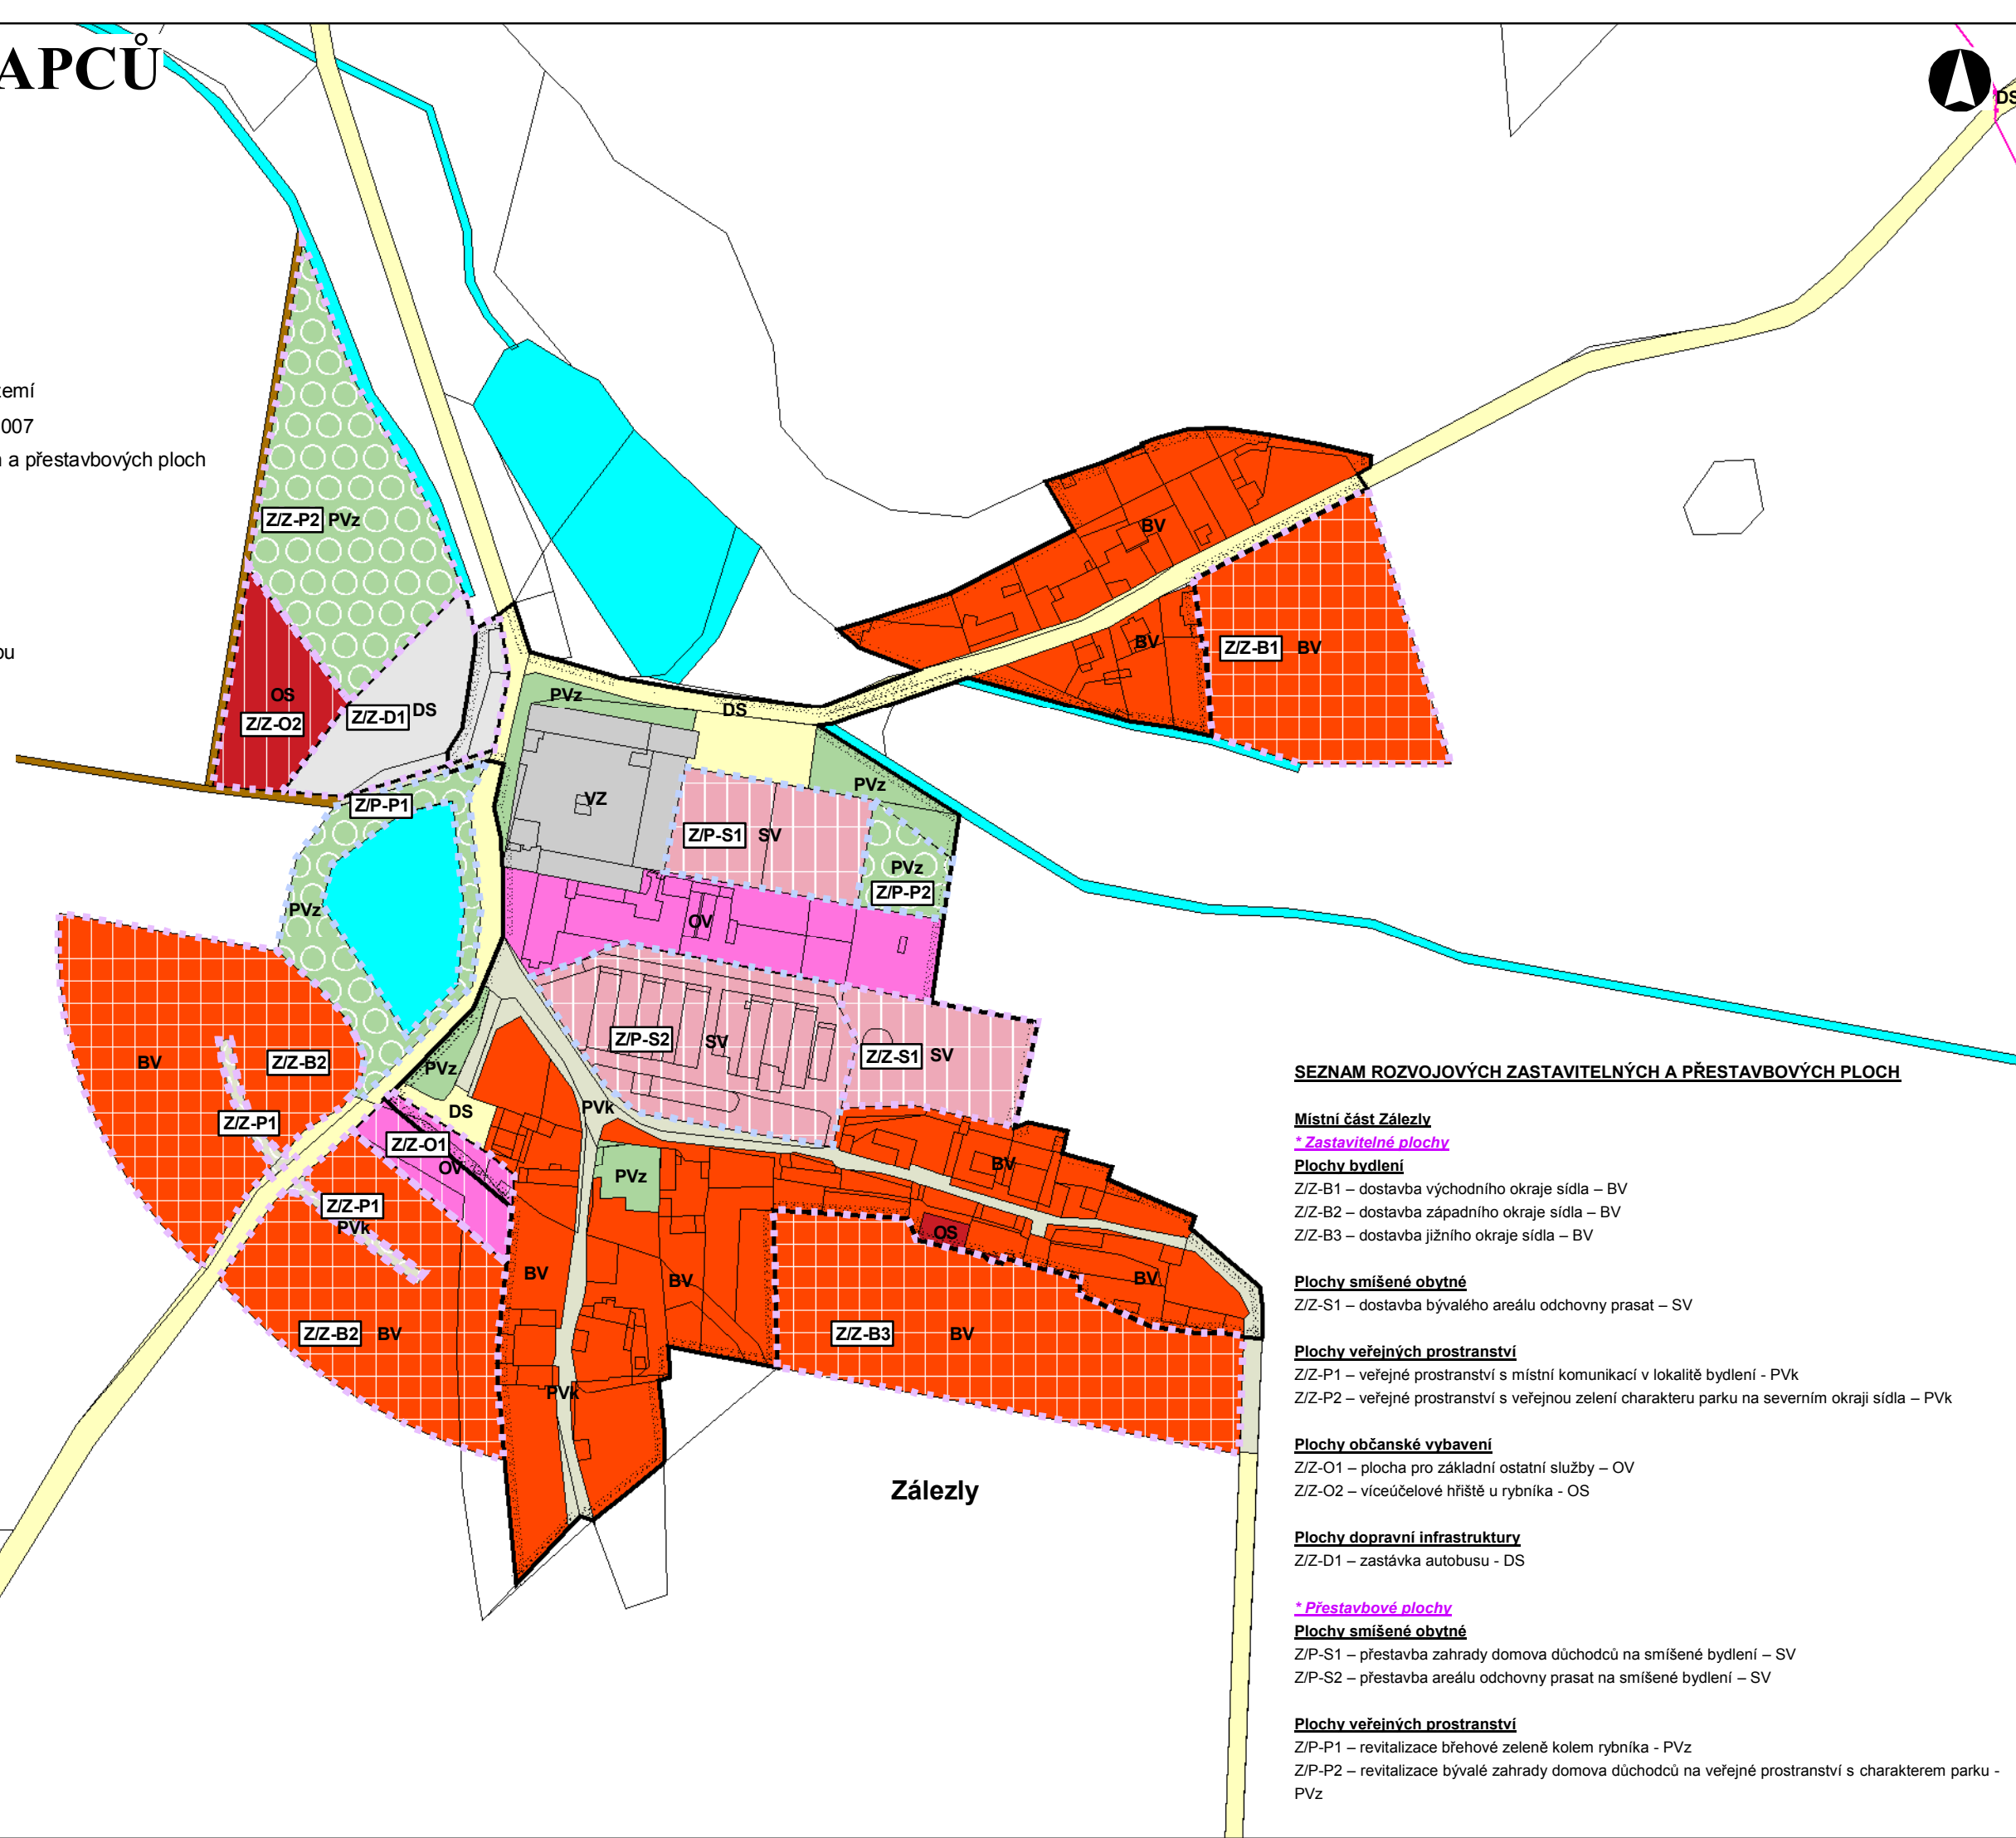 APCŮ
DS
zemí
007
a přestavbových ploch
ou
Z/Z-P2 PVz
OS
Z/Z-O2
Z/Z-D1 DS
PVz
DS
BV
BV
Z/Z-B1 BV
VZ
PVz
Z/P-P1
Z/P-S1 SV
PVz
Z/P-P2
PVz
OV
BV
Z/Z-B2
Z/P-S2
SV
Z/Z-S1 SV
PVz
DS
PVk
Z/Z-P1
Z/Z-O1
OV
PVz
BV
Z/Z-P1
PVk
OS
BV
BV
BV
Z/Z-B2 BV
Z/Z-B3 BV
PVk
Zálezly
SEZNAM ROZVOJOVÝCH ZASTAVITELNÝCH A PŘESTAVBOVÝCH PLOCH
Místní část Zálezly
* Zastavitelné plochy
Plochy bydlení
Z/Z-B1 – dostavba východního okraje sídla – BV
Z/Z-B2 – dostavba západního okraje sídla – BV
Z/Z-B3 – dostavba jižního okraje sídla – BV
Plochy smíšené obytné
Z/Z-S1 – dostavba bývalého areálu odchovny prasat – SV
Plochy veřejných prostranství
Z/Z-P1 – veřejné prostranství s místní komunikací v lokalitě bydlení - PVk
Z/Z-P2 – veřejné prostranství s veřejnou zelení charakteru parku na severním okraji sídla – PVk
Plochy občanské vybavení
Z/Z-O1 – plocha pro základní ostatní služby – OV
Z/Z-O2 – víceúčelové hřiště u rybníka - OS
Plochy dopravní infrastruktury
Z/Z-D1 – zastávka autobusu - DS
* Přestavbové plochy
Plochy smíšené obytné
Z/P-S1 – přestavba zahrady domova důchodců na smíšené bydlení – SV
Z/P-S2 – přestavba areálu odchovny prasat na smíšené bydlení – SV
Plochy veřejných prostranství
Z/P-P1 – revitalizace břehové zeleně kolem rybníka - PVz
Z/P-P2 – revitalizace bývalé zahrady domova důchodců na veřejné prostranství s charakterem parku -
PVz